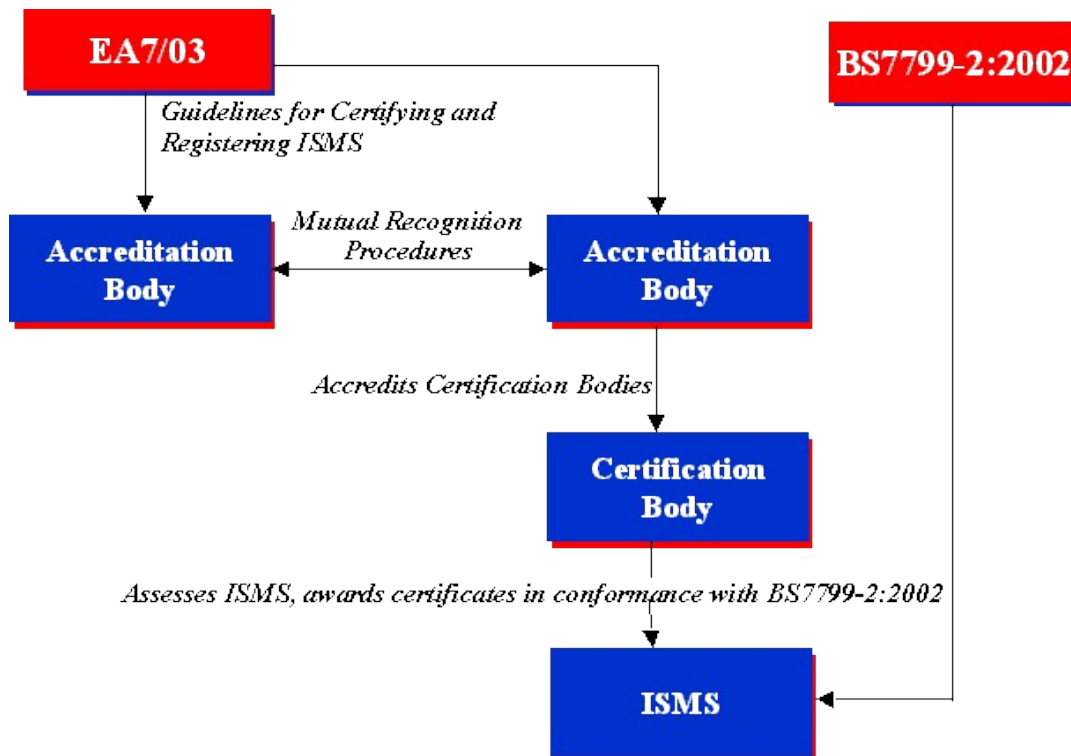 EA7/03
BS7799-2:2002
Guidelines for Certifying and
Registering ISMS
Accreditation
Body
Mutual Recognition
Procedures
Accreditation
Body
Accredits Certification Bodies
Certification
Body
Assesses ISMS, awards certificates in conformance with BS7799-2:2002
ISMS